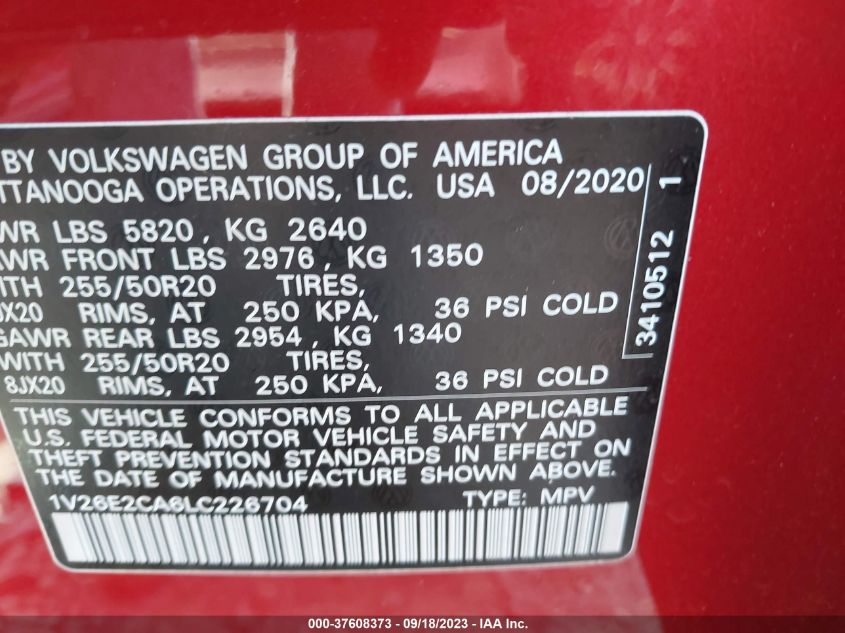 BY VOLKSWAGEN GROUP OF AMERICA
TTANOOGA OPERATIONS, LLC. USA 08/2020
WR LBS 5820, KG 2640
AWR FRONT LBS 2976, KG 1350
ITH 255/50R20 TIRES,
JX20 RIMS, AT 250 KPA, 36 PSI COLD
GAWR REAR LBS 2954, KG 1340
WITH 255/50R20 TIRES,
8JX20 RIMS, AT 250 KPA, 36 PSI COLD
3410512 1
THIS VEHICLE CONFORMS TO ALL APPLICABLE
U.S. FEDERAL MOTOR VEHICLE SAFETY AND
THEFT PREVENTION STANDARDS IN EFFECT ON
THE DATE OF MANUFACTURE SHOWN ABOVE.
1V26E2CA6LC226704 TYPE: MPV
000-37608373 - 09/18/2023 - IAA Inc.